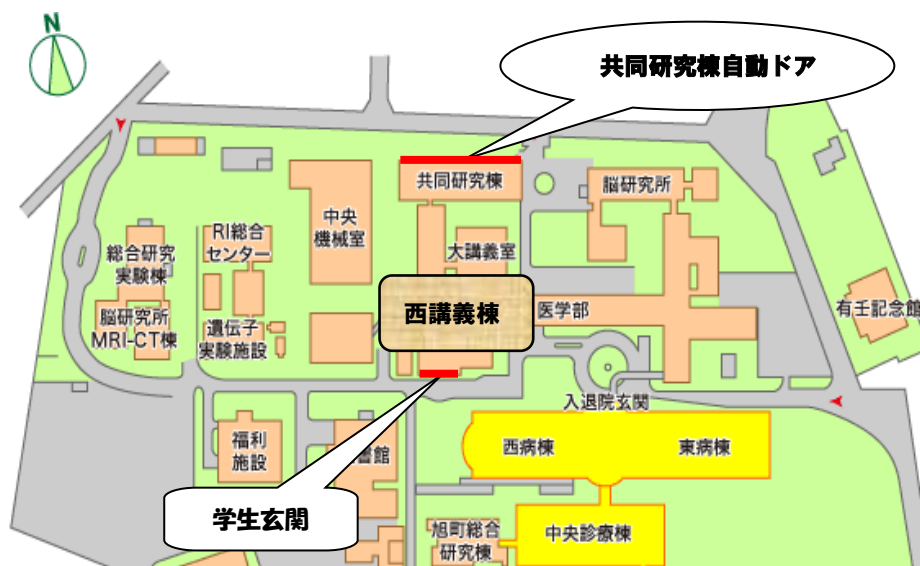 N
共同研究棟自動ドア
共同研究棟
脳研究所
中央
機械室
RI総合
センター
大講義室
総合研究
実験棟
西講義棟
医学部
有壬記念館
脳研究所
MRI-CT棟
遺伝子
実験施設
入退院玄関
福利
施設
書館
西病棟
東病棟
学生玄関
旭町総合
研究棟
中央診療棟